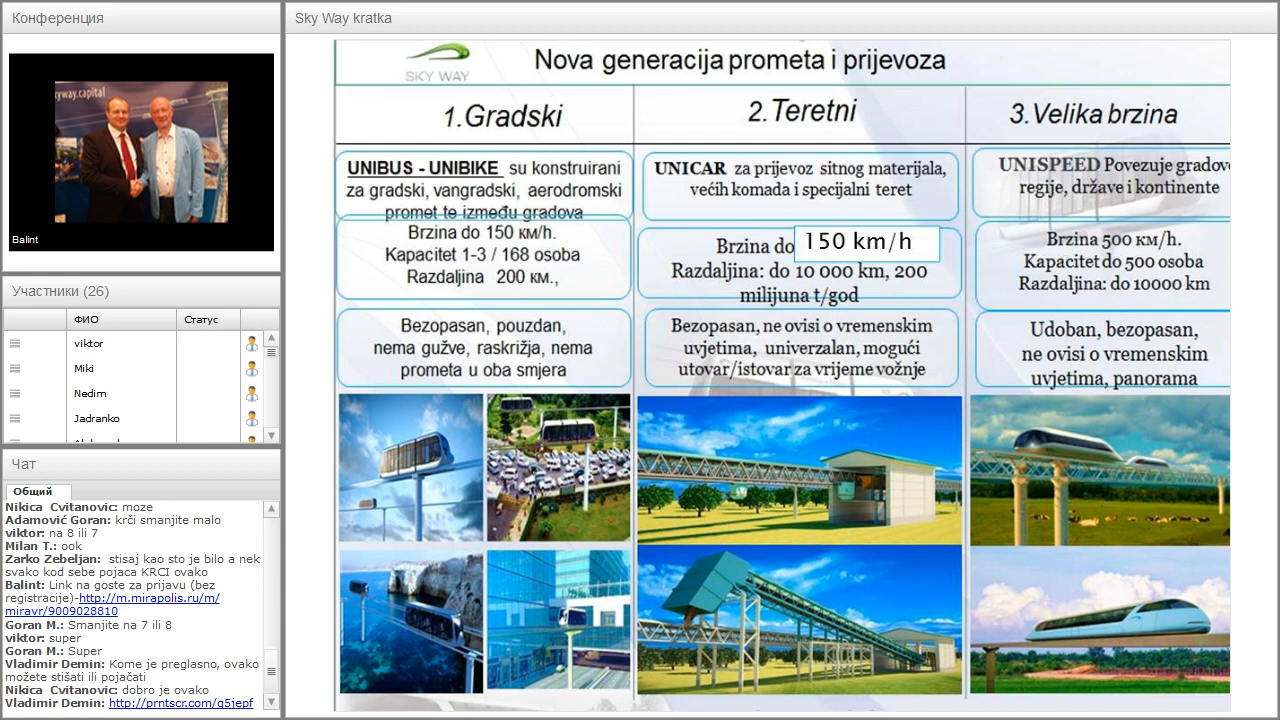 Конференция
yway.capital
Balint
Участники (26)
ФИО Статус
viktor
Miki
Nedim
Jadranko
Чат
Общий
Nikica Cvitanovic: moze
Adamović Goran: krči smanjite malo
viktor: na 8 ili 7
Milan T.: ook
Zarko Zebeljan: stisaj kao sto je bilo a nek
svako kod sebe pojaca KRCI ovako
Balint: Link na goste za prijavu (bez
registracije)-http://m.mirapolis.ru/m/
miravr/9009028810
Goran M.: Smanjite na 7 ili 8
viktor: super
Goran M.: Super
Vladimir Demin: Kome je preglasno, ovako
možete stišati ili pojačati
Nikica Cvitanovic: dobro je ovako
Vladimir Demin: http://prntscr.com/q5jepf
Sky Way kratka
SKY WAY
Nova generacija prometa i prijevoza
1.Gradski
UNIBUS - UNIBIKE su konstruirani
za gradski, vangradski, aerodromski
promet te između gradova
Brzina do 150 км/h.
Kapacitet 1-3 / 168 osoba
Razdaljina 200 км.,
Bezopasan, pouzdan,
nema gužve, raskrižja, nema
prometa u oba smjera
2.Teretni
UNICAR za prijevoz sitnog materijala,
većih komada i specijalni teret
Brzina do 150 km/h
Razdaljina: do 10 000 km, 200
milijuna t/god
Bezopasan, ne ovisi o vremenskim
uvjetima, univerzalan, mogući
utovar/istovar za vrijeme vožnje
3.Velika brzina
UNISPEED Povezuje gradove
regije, države i kontinente
Brzina 500 км/h.
Kapacitet do 500 osoba
Razdaljina: do 10000 km
Udoban, bezopasan,
ne ovisi o vremenskim
uvjetima, panorama